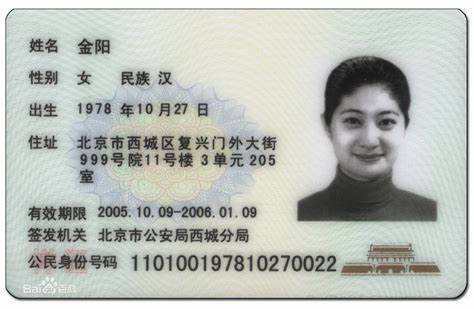 姓名 金阳
性别 女 民族 汉
出生 1978 年 10 月 27 日
住址 北京市西城区复兴门外大街
999号院11号楼 3单元 205
室
有效期限 2005.10.09-2006.01.09
签发机关 北京市公安局西城分局
公民身份号码 110100197810270022
Bai百科